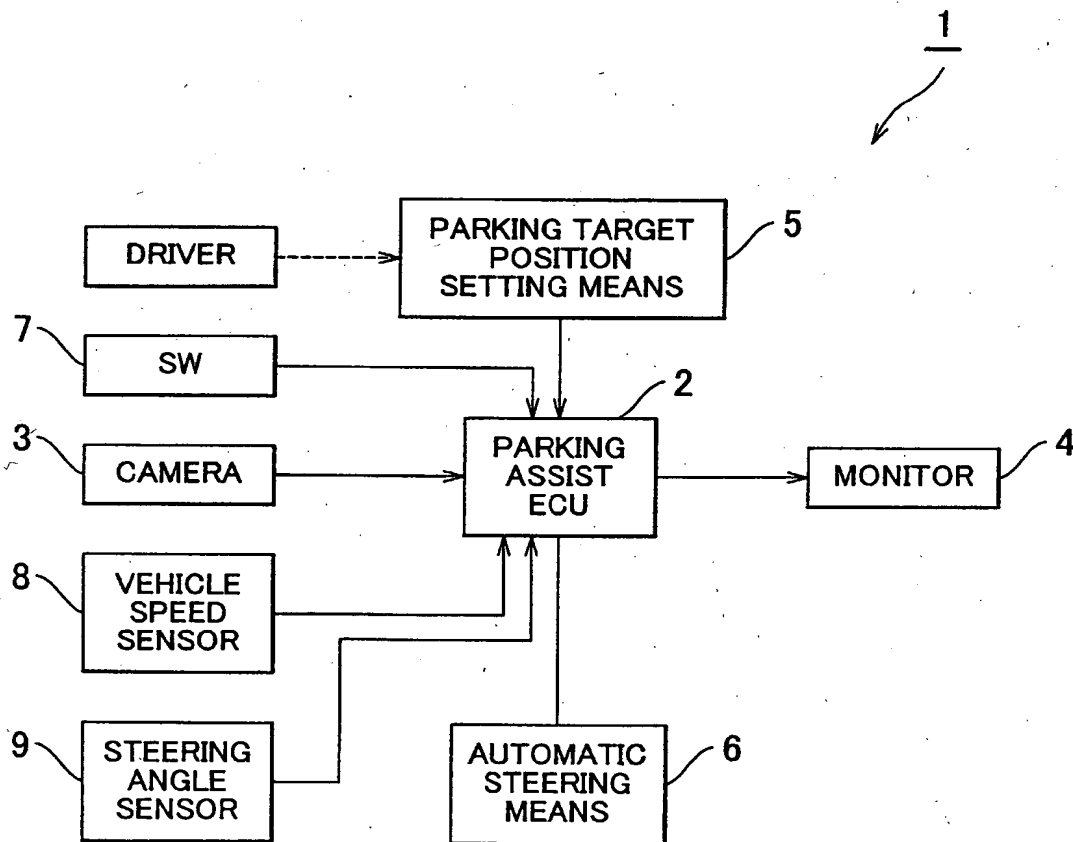 1
DRIVER
PARKING TARGET
POSITION
SETTING MEANS
5
7
SW
2
3
CAMERA
PARKING
ASSIST
ECU
MONITOR
4
8
VEHICLE
SPEED
SENSOR
9
STEERING
ANGLE
SENSOR
AUTOMATIC
STEERING
MEANS
6